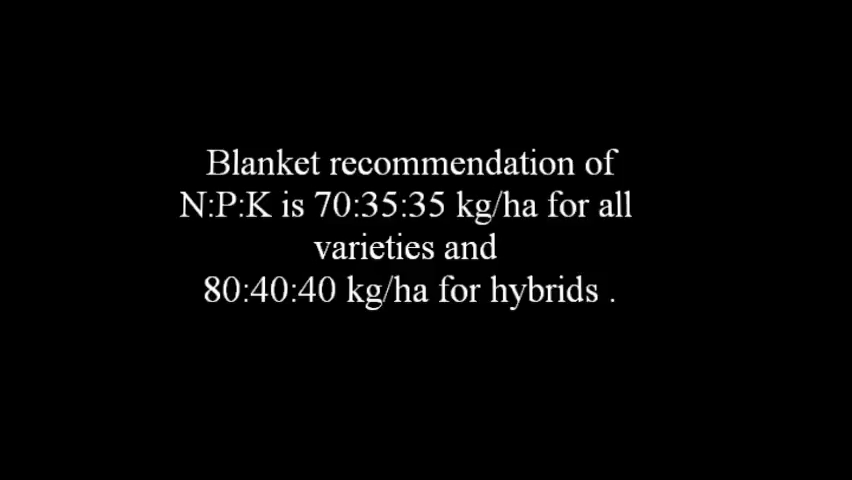 Blanket recommendation of
N:P:K is 70:35:35 kg/ha for all
varieties and
80:40:40 kg/ha for hybrids .